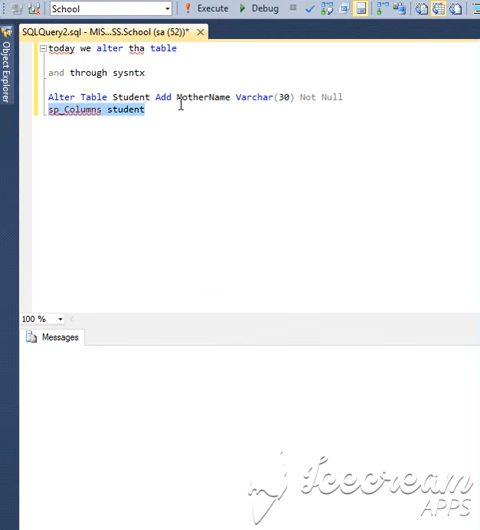 School
Execute
Debug
SQLQuery2.sql - MIS...SS.School (sa (52))*
Object Explorer
today we alter tha table
and through sysntx
Alter Table Student Add MotherName Varchar(30) Not Null
sp_Columns student
100 %
Messages
Icecream
APPS